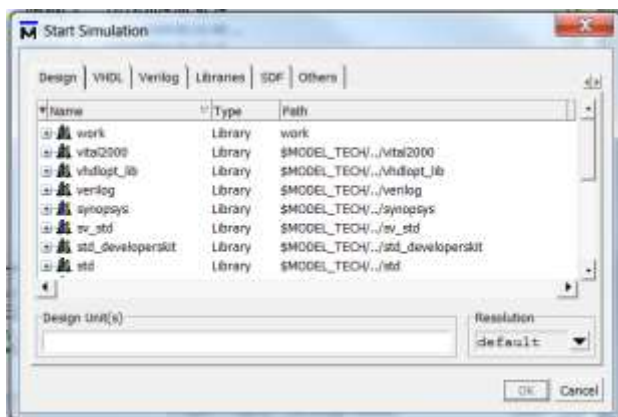 Start Simulation
Design VHDL Verilog Libraries SDF Others
Name Type Path
work Library work
vital2000 Library $MODEL_TECH/../vital2000
vhdlopt_lib Library $MODEL_TECH/../vhdlopt_lib
verilog Library $MODEL_TECH/../verilog
synopsys Library $MODEL_TECH/../synopsys
sv_std Library $MODEL_TECH/../sv_std
std_developerskit Library $MODEL_TECH/../std_developerskit
std Library $MODEL_TECH/../std
Design Unit(s) Resolution
default
OK Cancel